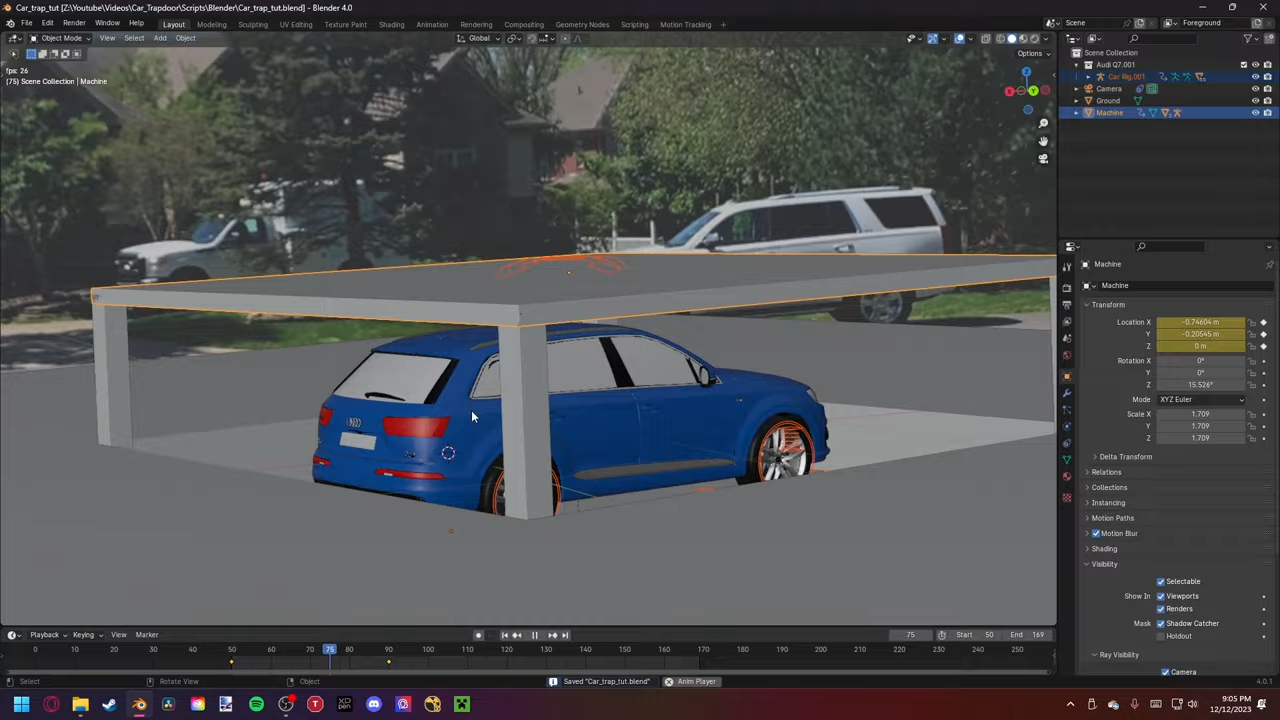 Car_trap_tut [Z:\Youtube\Videos\Car_Trapdoor\Scripts\Blender\Car_trap_tut.blend] - Blender 4.0
File Edit Render Window Help Layout Modeling Sculpting UV Editing Texture Paint Shading Animation Rendering Compositing Geometry Nodes Scripting Motion Tracking + Scene Foreground
Object Mode View Select Add Object Global
Options
fps: 26
(75) Scene Collection | Machine
Scene Collection
Audi Q7.001
Car Rig.001
Camera
Ground
Machine
X Y Z
Machine
Machine
Transform
Location X -0.74604 m
Y -0.20545 m
Z 0 m
Rotation X 0°
Y 0°
Z 15.526°
Mode XYZ Euler
Scale X 1.709
Y 1.709
Z 1.709
Delta Transform
Relations
Collections
Instancing
Motion Paths
Motion Blur
Shading
Visibility
Selectable
Show In Viewports
Renders
Mask Shadow Catcher
Holdout
Ray Visibility
Camera
Playback Keying View Marker 75 Start 50 End 169
0 10 20 30 40 50 60 70 75 80 90 100 110 120 130 140 150 160 170 180 190 200 210 220 230 240 250
Select Rotate View Object Saved "Car_trap_tut.blend" Anim Player 4.0.1
XP PEN
9:05 PM
12/12/2023